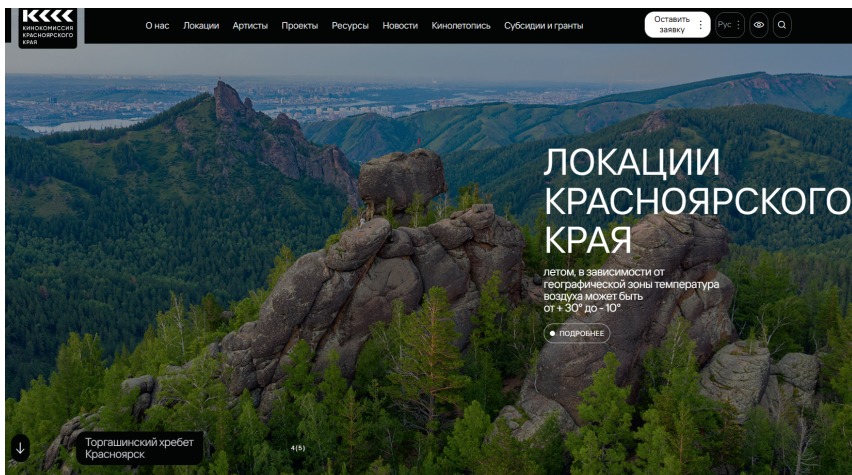 КККК
КИНОКОМИССИЯ
КРАСНОЯРСКОГО
КРАЯ
О нас Локации Артисты Проекты Ресурсы Новости Кинолетопись Субсидии и гранты
Оставить
заявку
Рус
ЛОКАЦИИ
КРАСНОЯРСКОГО
КРАЯ
летом, в зависимости от
географической зоны температура
воздуха может быть
от + 30° до - 10°
ПОДРОБНЕЕ
Торгашинский хребет
Красноярск
4(5)